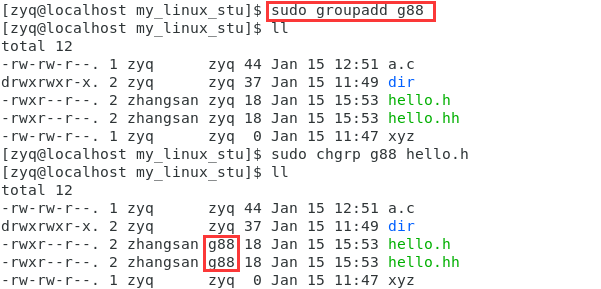 [zyq@localhost my_linux_stu]$ sudo groupadd g88
[zyq@localhost my_linux_stu]$ ll
total 12
-rw-rw-r--. 1 zyq      zyq 44 Jan 15 12:51 a.c
drwxrwxr-x. 2 zyq      zyq 37 Jan 15 11:49 dir
-rwxr--r--. 2 zhangsan zyq 18 Jan 15 15:53 hello.h
-rwxr--r--. 2 zhangsan zyq 18 Jan 15 15:53 hello.hh
-rw-rw-r--. 1 zyq      zyq  0 Jan 15 11:47 xyz
[zyq@localhost my_linux_stu]$ sudo chgrp g88 hello.h
[zyq@localhost my_linux_stu]$ ll
total 12
-rw-rw-r--. 1 zyq      zyq 44 Jan 15 12:51 a.c
drwxrwxr-x. 2 zyq      zyq 37 Jan 15 11:49 dir
-rwxr--r--. 2 zhangsan g88 18 Jan 15 15:53 hello.h
-rwxr--r--. 2 zhangsan g88 18 Jan 15 15:53 hello.hh
-rw-rw-r--. 1 zyq      zyq  0 Jan 15 11:47 xyz